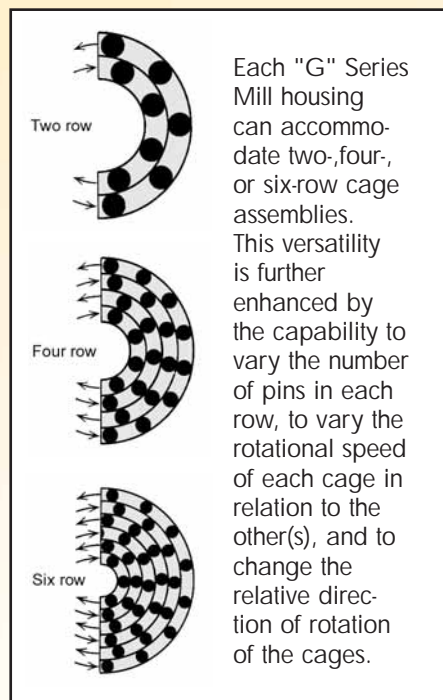 Two row
Four row
Six row
Each "G" Series
Mill housing
can accommo-
date two-,four-,
or six-row cage
assemblies.
This versatility
is further
enhanced by
the capability to
vary the number
of pins in each
row, to vary the
rotational speed
of each cage in
relation to the
other(s), and to
change the
relative direc-
tion of rotation
of the cages.